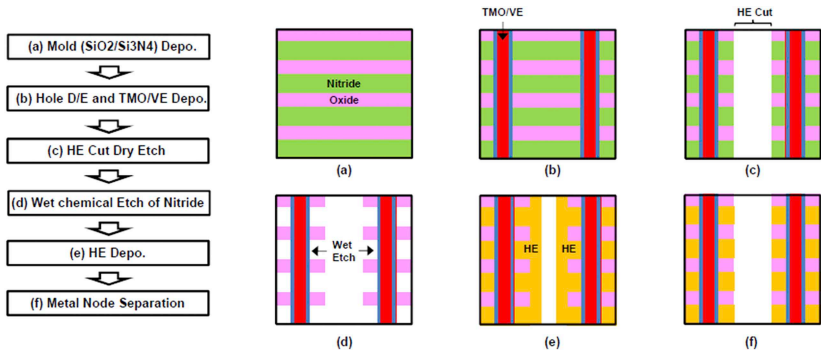 (a) Mold (SiO2/Si3N4) Depo.
(b) Hole D/E and TMO/VE Depo.
(c) HE Cut Dry Etch
(d) Wet chemical Etch of Nitride
(e) HE Depo.
(f) Metal Node Separation
Nitride
Oxide
(a)
TMO/VE
(b)
HE Cut
(c)
Wet
Etch
(d)
HE HE
(e)
(f)